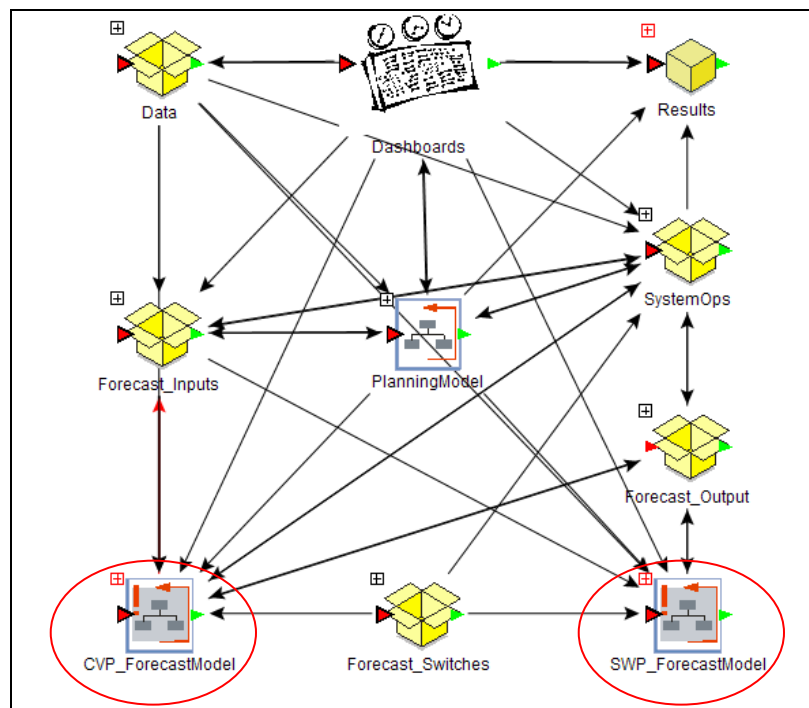 Data
Dashboards
Results
SystemOps
Forecast_Inputs
PlanningModel
Forecast_Output
CVP_ForecastModel
Forecast_Switches
SWP_ForecastModel